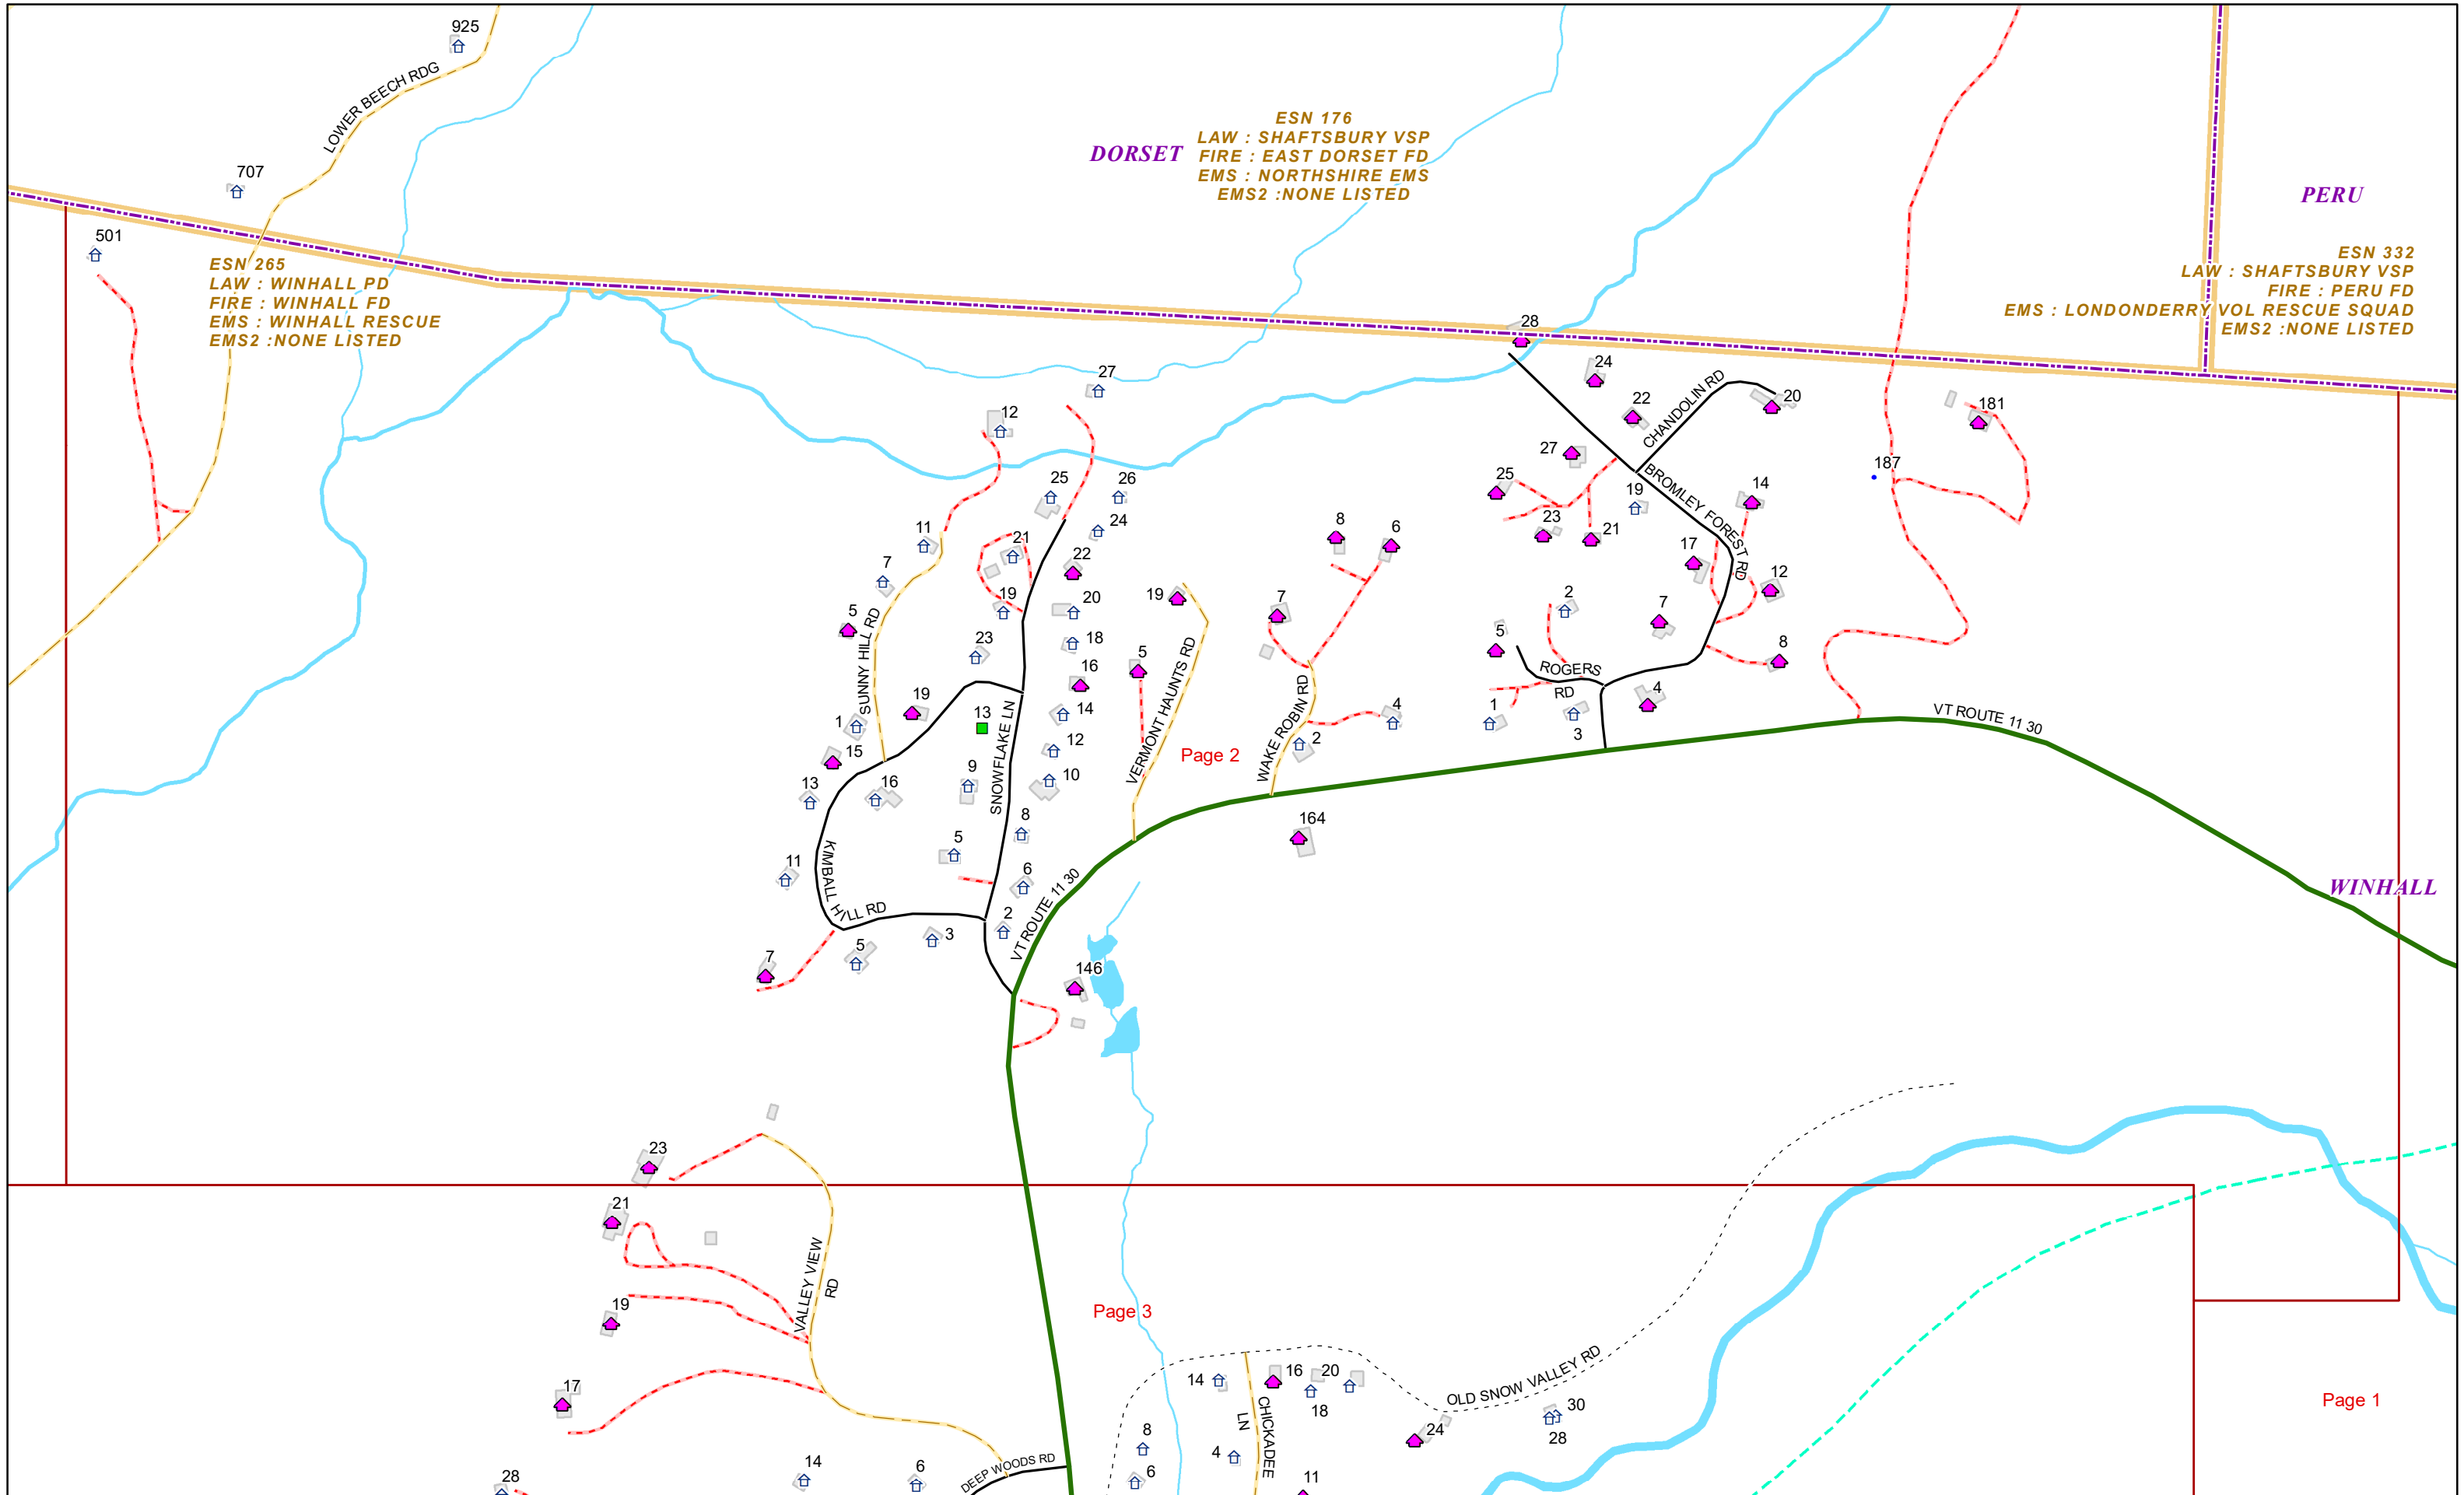 925
LOWER BEECH RDG
707
501
ESN 265
LAW : WINHALL PD
FIRE : WINHALL FD
EMS : WINHALL RESCUE
EMS2 :NONE LISTED
DORSET
ESN 176
LAW : SHAFTSBURY VSP
FIRE : EAST DORSET FD
EMS : NORTHSHIRE EMS
EMS2 :NONE LISTED
PERU
ESN 332
LAW : SHAFTSBURY VSP
FIRE : PERU FD
EMS : LONDONDERRY VOL RESCUE SQUAD
EMS2 :NONE LISTED
28
24
22
CHANDOLIN RD
20
181
187
27
25
23
21
19
BROMLEY FOREST RD
14
17
12
7
8
2
5
ROGERS
RD
1
3
4
VT ROUTE 11 30
27
12
25
26
24
11
21
22
7
19
20
5
SUNNY HILL RD
23
18
16
19
1
13
SNOWFLAKE LN
14
15
12
13
16
9
10
8
5
11
KIMBALL HILL RD
6
2
VT ROUTE 11 30
7
5
3
146
19
5
VERMONT HAUNTS RD
Page 2
8
6
7
WAKE ROBIN RD
4
2
164
WINHALL
23
21
VALLEY VIEW
RD
19
17
28
14
6
DEEP WOODS RD
Page 3
14
16
20
18
CHICKADEE
LN
8
4
6
11
24
OLD SNOW VALLEY RD
30
28
Page 1